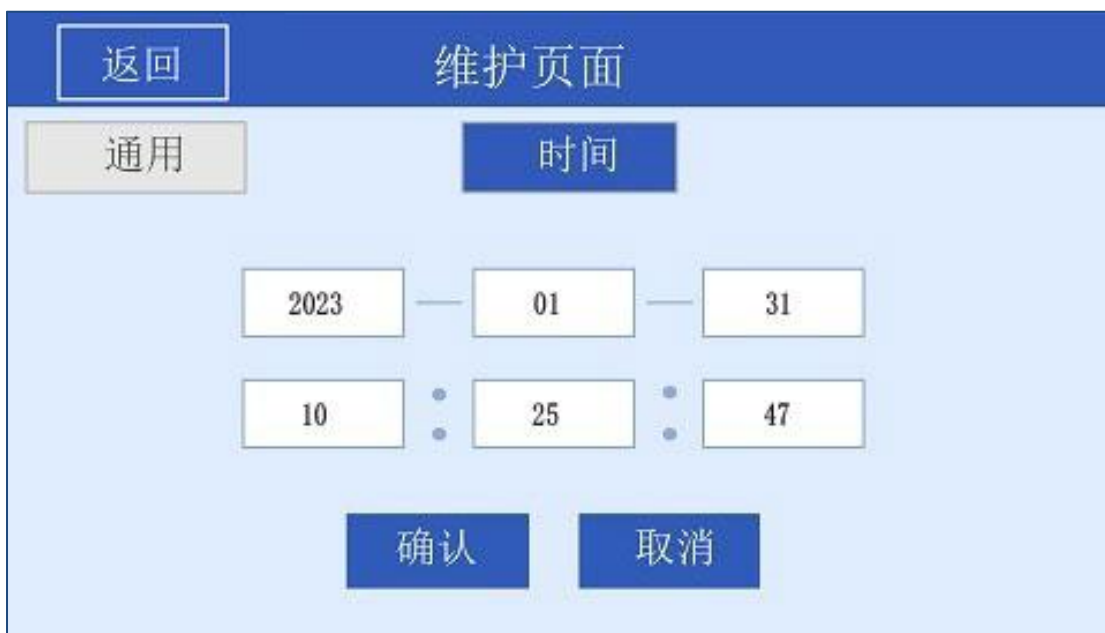 返回 维护页面
通用 时间
2023 — 01 — 31
10 : 25 : 47
确认 取消